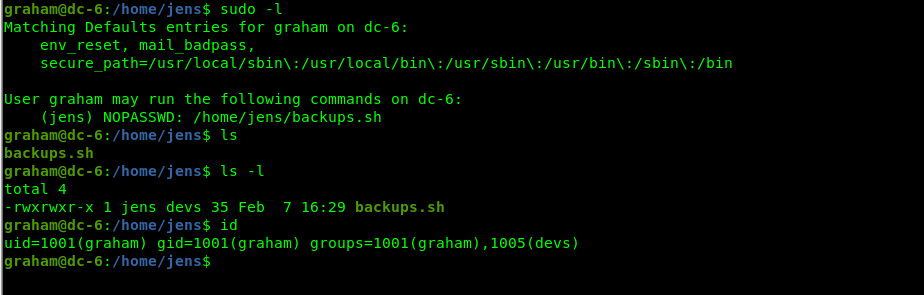 graham@dc-6:/home/jens$ sudo -l
Matching Defaults entries for graham on dc-6:
    env_reset, mail_badpass,
    secure_path=/usr/local/sbin\:/usr/local/bin\:/usr/sbin\:/usr/bin\:/sbin\:/bin

User graham may run the following commands on dc-6:
    (jens) NOPASSWD: /home/jens/backups.sh
graham@dc-6:/home/jens$ ls
backups.sh
graham@dc-6:/home/jens$ ls -l
total 4
-rwxrwxr-x 1 jens devs 35 Feb  7 16:29 backups.sh
graham@dc-6:/home/jens$ id
uid=1001(graham) gid=1001(graham) groups=1001(graham),1005(devs)
graham@dc-6:/home/jens$